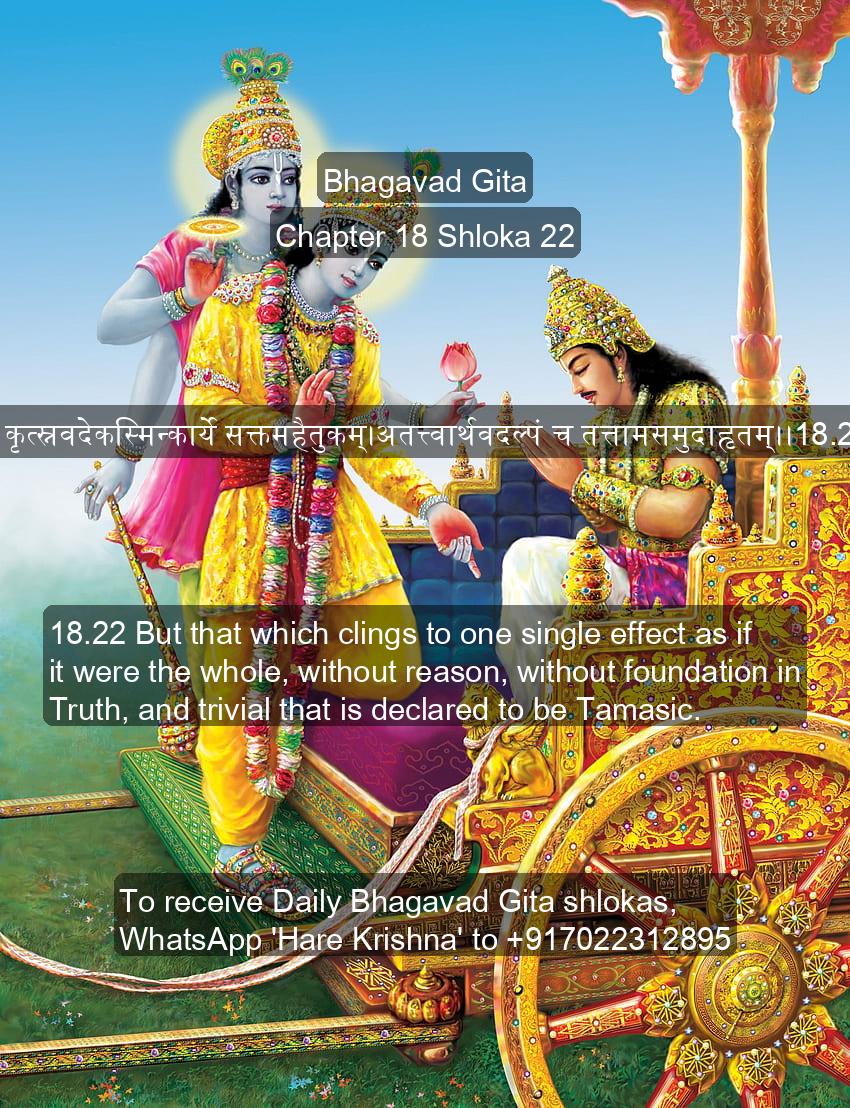 Bhagavad Gita
Chapter 18 Shloka 22
कृत्स्नवदेकस्मिन्कार्ये सक्तमहैतुकम्।अतत्त्वार्थवदल्पं च तत्तामसमुदाहृतम्।।18.2
18.22 But that which clings to one single effect as if
it were the whole, without reason, without foundation in
Truth, and trivial that is declared to be Tamasic.
To receive Daily Bhagavad Gita shlokas,
WhatsApp 'Hare Krishna' to +917022312895